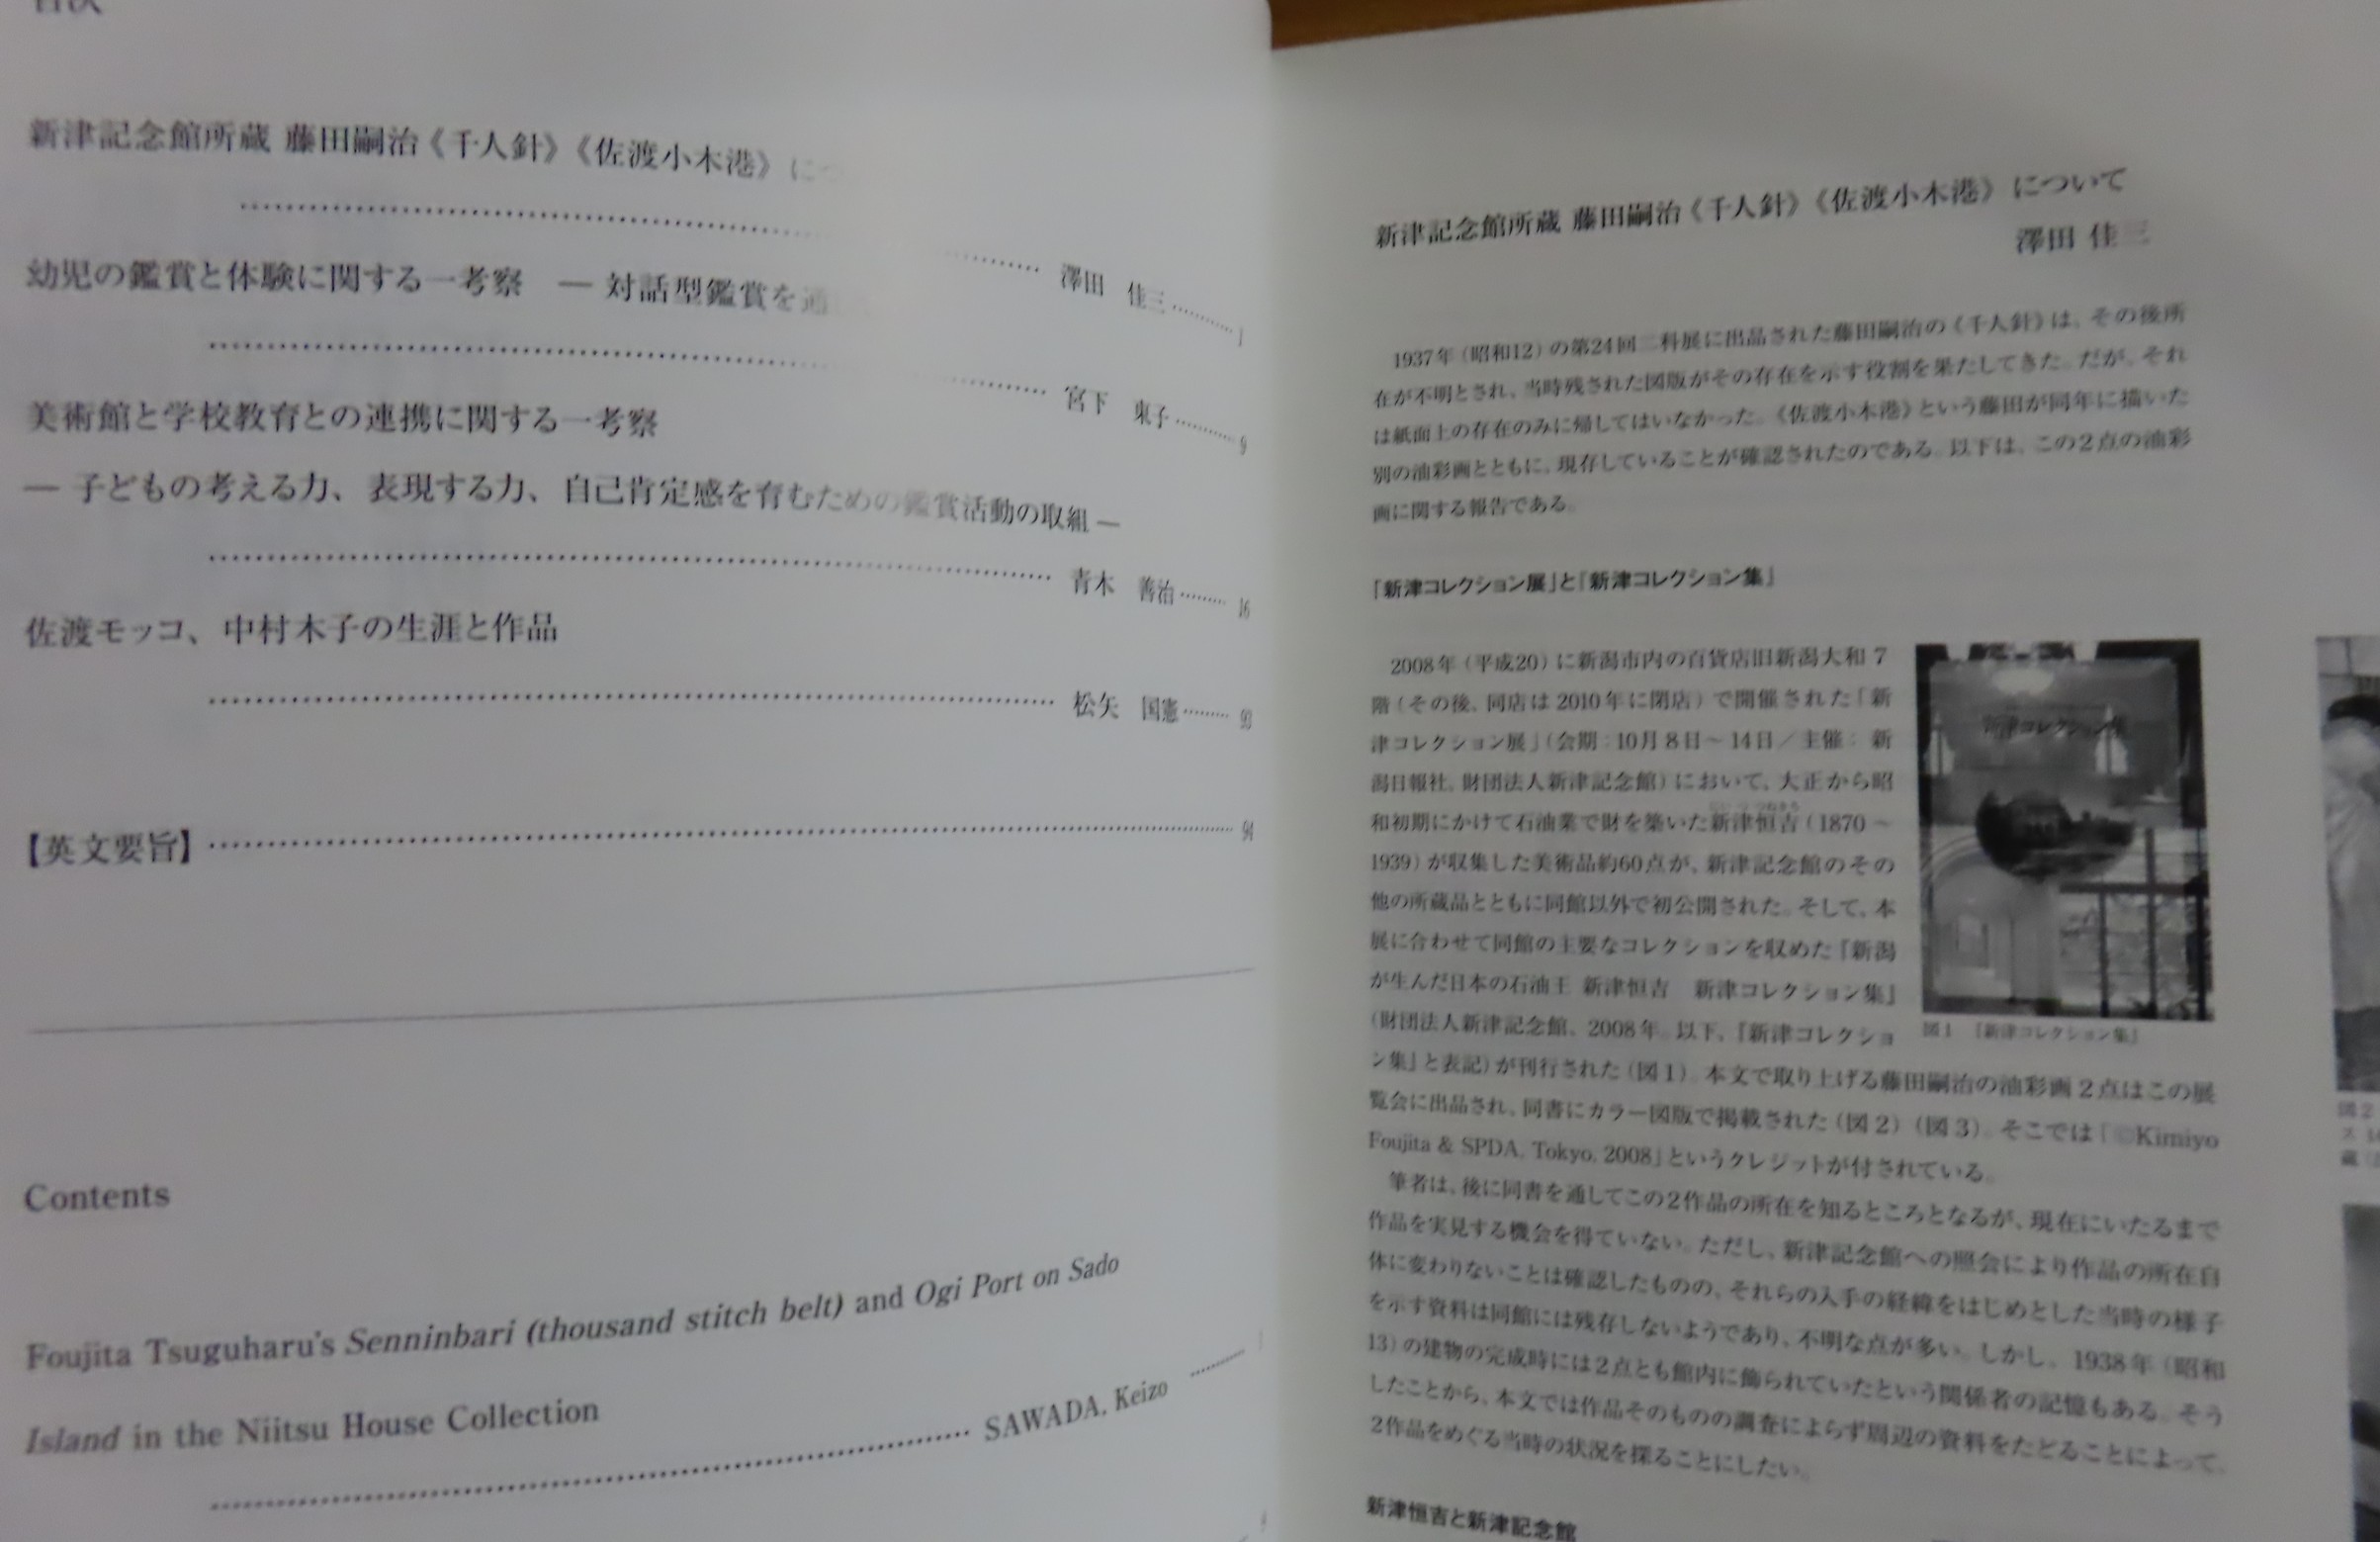 目次
新津記念館所蔵 藤田嗣治《千人針》《佐渡小木港》につ
澤田 佳三 1
幼児の鑑賞と体験に関する一考察 ― 対話型鑑賞を通
宮下 東子 9
美術館と学校教育との連携に関する一考察
― 子どもの考える力、表現する力、自己肯定感を育むための鑑賞活動の取組 ―
青木 善治
佐渡モッコ、中村木子の生涯と作品
松矢 国憲
【英文要旨】
Contents
Foujita Tsuguharu's Senninbari (thousand stitch belt) and Ogi Port on Sado
Island in the Niitsu House Collection
SAWADA, Keizo
新津記念館所蔵 藤田嗣治《千人針》《佐渡小木港》について
澤田 佳三
1937年（昭和12）の第24回二科展に出品された藤田嗣治の《千人針》は、その後所
在が不明とされ、当時残された図版がその存在を示す役割を果たしてきた。だが、それ
は紙面上の存在のみに帰してはいなかった。《佐渡小木港》という藤田が同年に描いた
別の油彩画とともに、現存していることが確認されたのである。以下は、この2点の油彩
画に関する報告である。
「新津コレクション展」と『新津コレクション集』
2008年（平成20）に新潟市内の百貨店旧新潟大和7
階（その後、同店は2010年に閉店）で開催された「新
津コレクション展」（会期：10月8日～14日／主催：新
潟日報社、財団法人新津記念館）において、大正から昭
和初期にかけて石油業で財を築いた新津恒吉（1870～
1939）が収集した美術品約60点が、新津記念館のその
他の所蔵品とともに同館以外で初公開された。そして、本
展に合わせて同館の主要なコレクションを収めた『新潟
が生んだ日本の石油王 新津恒吉 新津コレクション集』
（財団法人新津記念館、2008年。以下、『新津コレクショ
ン集』と表記）が刊行された（図1）。本文で取り上げる藤田嗣治の油彩画2点はこの展
覧会に出品され、同書にカラー図版で掲載された（図2）（図3）。そこでは「©Kimiyo
Foujita & SPDA, Tokyo, 2008」というクレジットが付されている。
筆者は、後に同書を通してこの2作品の所在を知るところとなるが、現在にいたるまで
作品を実見する機会を得ていない。ただし、新津記念館への照会により作品の所在自
体に変わりないことは確認したものの、それらの入手の経緯をはじめとした当時の様子
を示す資料は同館には残存しないようであり、不明な点が多い。しかし、1938年（昭和
13）の建物の完成時には2点とも館内に飾られていたという関係者の記憶もある。そう
したことから、本文では作品そのものの調査によらず周辺の資料をたどることによって、
2作品をめぐる当時の状況を探ることにしたい。
新津恒吉と新津記念館
新津コレクション集
図1 『新津コレクション集』
図2